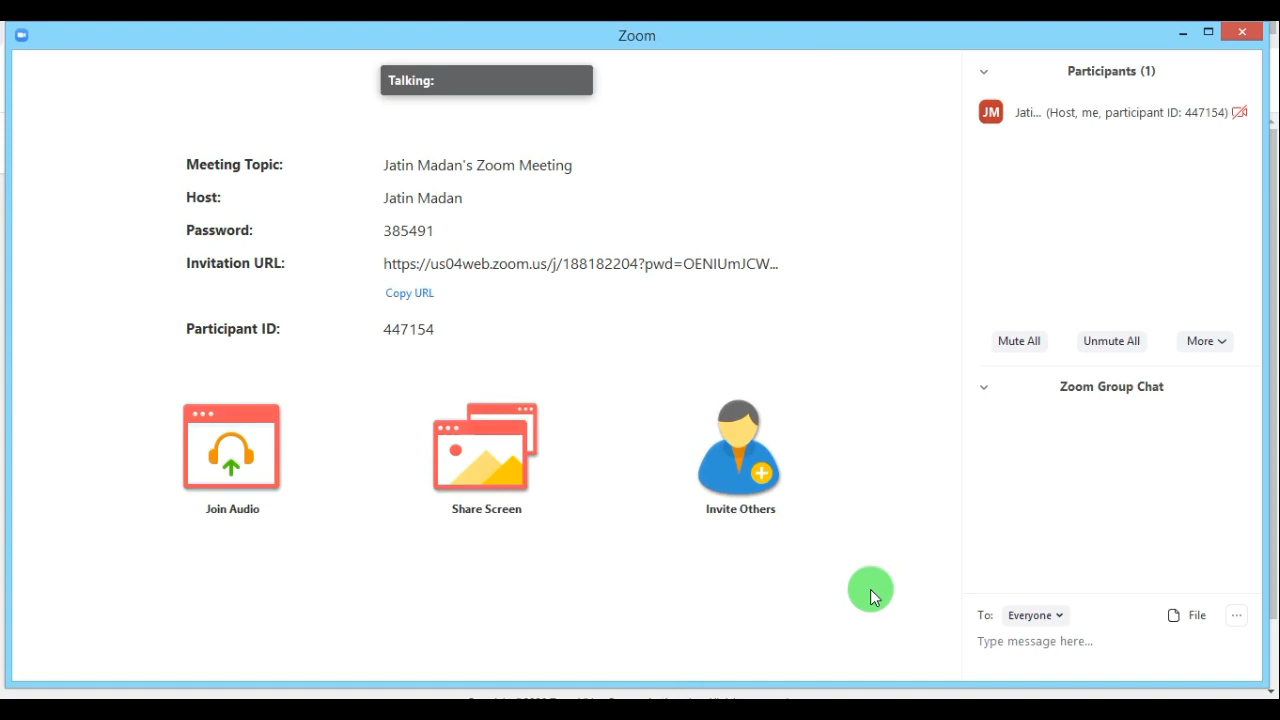 Zoom
Talking:
Meeting Topic: Jatin Madan's Zoom Meeting
Host: Jatin Madan
Password: 385491
Invitation URL: https://us04web.zoom.us/j/188182204?pwd=OENIUmJCW...
Copy URL
Participant ID: 447154
Join Audio
Share Screen
Invite Others
Participants (1)
JM Jati... (Host, me, participant ID: 447154)
Mute All Unmute All More
Zoom Group Chat
To: Everyone File ...
Type message here...